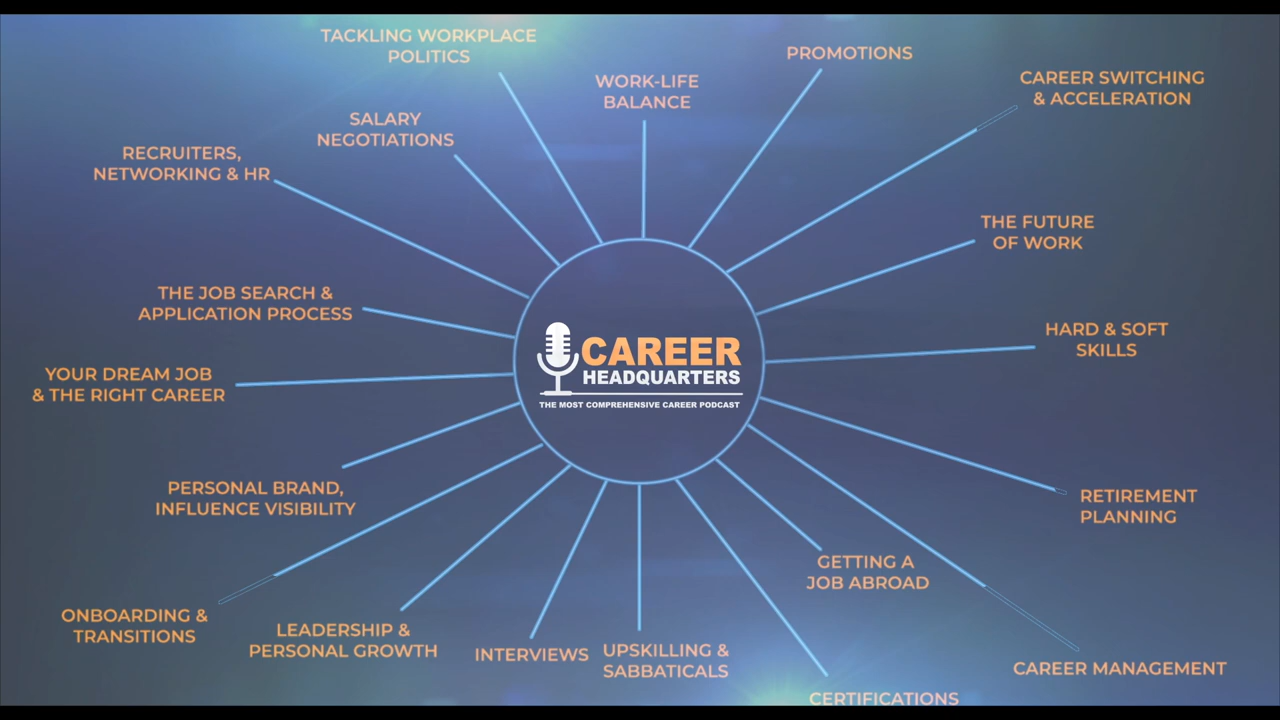 TACKLING WORKPLACE
POLITICS
WORK-LIFE
BALANCE
PROMOTIONS
CAREER SWITCHING
& ACCELERATION
SALARY
NEGOTIATIONS
RECRUITERS,
NETWORKING & HR
THE FUTURE
OF WORK
THE JOB SEARCH &
APPLICATION PROCESS
HARD & SOFT
SKILLS
CAREER
HEADQUARTERS
THE MOST COMPREHENSIVE CAREER PODCAST
YOUR DREAM JOB
& THE RIGHT CAREER
PERSONAL BRAND,
INFLUENCE VISIBILITY
RETIREMENT
PLANNING
GETTING A
JOB ABROAD
ONBOARDING &
TRANSITIONS
LEADERSHIP &
PERSONAL GROWTH
INTERVIEWS
UPSKILLING &
SABBATICALS
CAREER MANAGEMENT
CERTIFICATIONS